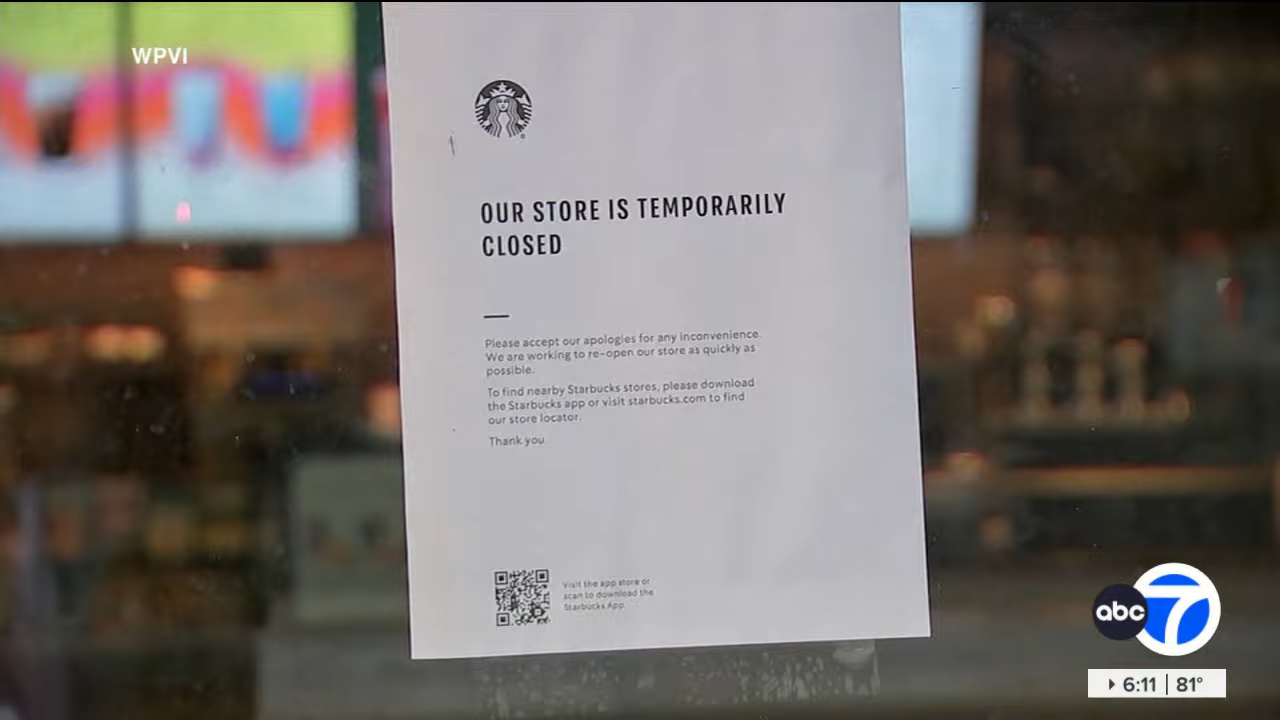 WPVI
OUR STORE IS TEMPORARILY
CLOSED
Please accept our apologies for any inconvenience.
We are working to re-open our store as quickly as
possible.
To find nearby Starbucks stores, please download
the Starbucks app or visit starbucks.com to find
our store locator.
Thank you.
Visit the app store or
scan to download the
Starbucks App.
abc 7
6:11 | 81°